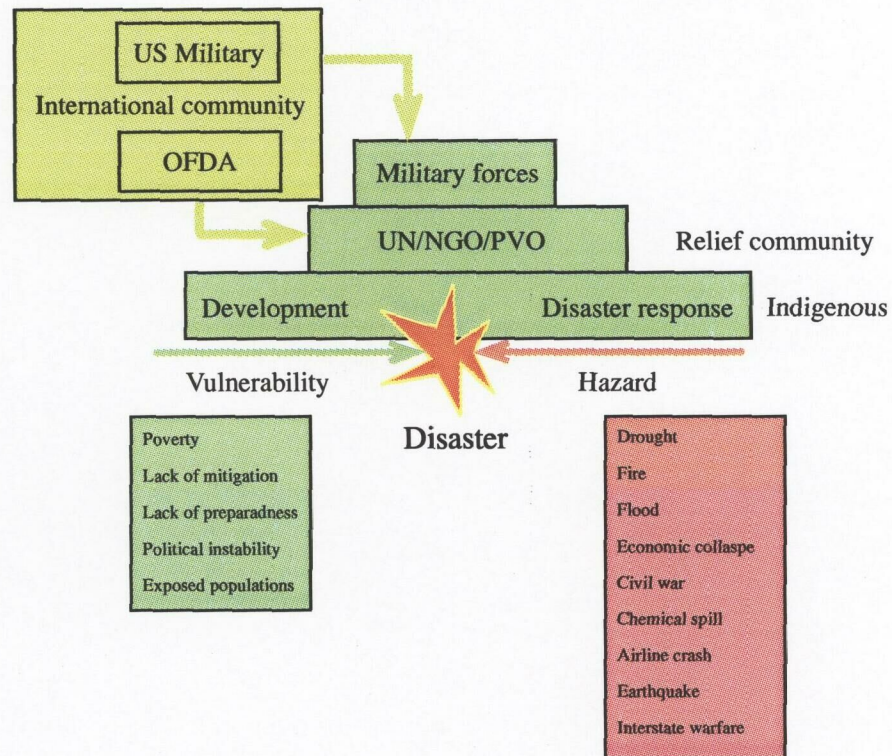 US Military
International community
OFDA
Military forces
UN/NGO/PVO
Relief community
Development
Disaster response
Indigenous
Vulnerability
Hazard
Disaster
Poverty
Lack of mitigation
Lack of preparadness
Political instability
Exposed populations
Drought
Fire
Flood
Economic collaspe
Civil war
Chemical spill
Airline crash
Earthquake
Interstate warfare